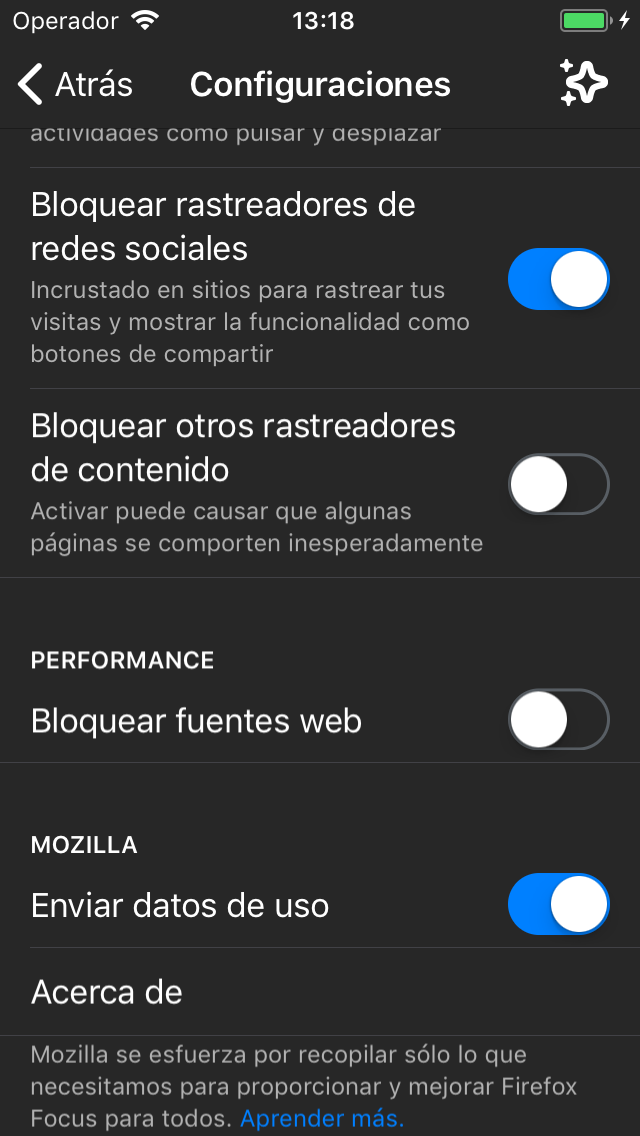 Operador
13:18
Atrás
Configuraciones
actividades como pulsar y desplazar
Bloquear rastreadores de
redes sociales
Incrustado en sitios para rastrear tus
visitas y mostrar la funcionalidad como
botones de compartir
Bloquear otros rastreadores
de contenido
Activar puede causar que algunas
páginas se comporten inesperadamente
PERFORMANCE
Bloquear fuentes web
MOZILLA
Enviar datos de uso
Acerca de
Mozilla se esfuerza por recopilar sólo lo que
necesitamos para proporcionar y mejorar Firefox
Focus para todos. Aprender más.